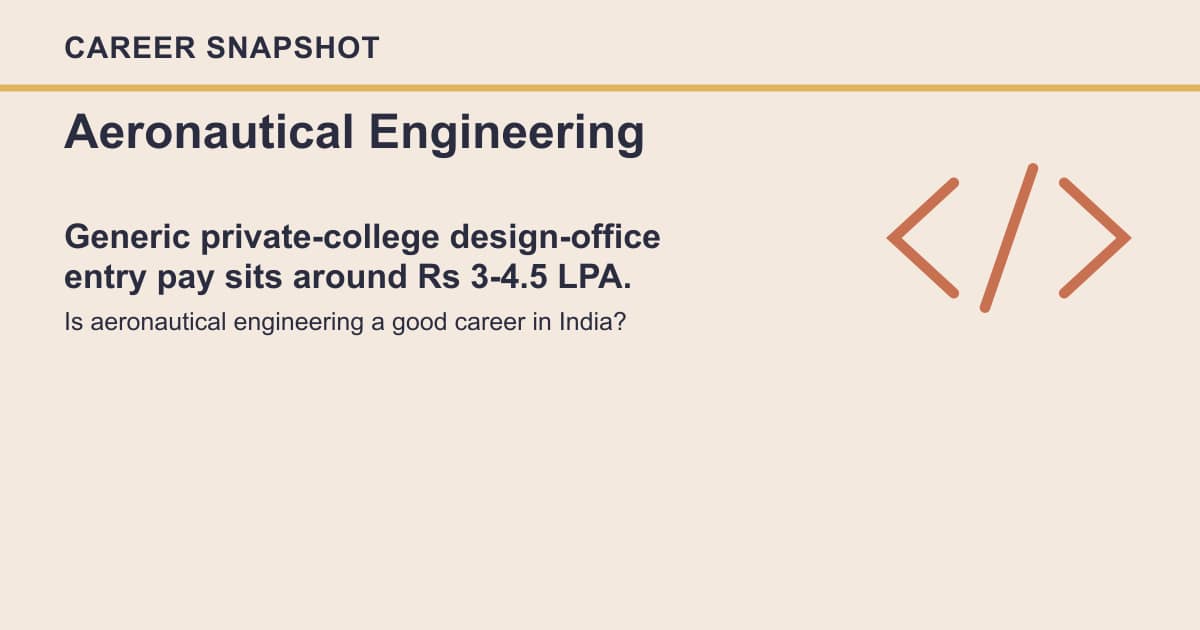 CAREER SNAPSHOT
Aeronautical Engineering
Generic private-college design-office
entry pay sits around Rs 3-4.5 LPA.
Is aeronautical engineering a good career in India?